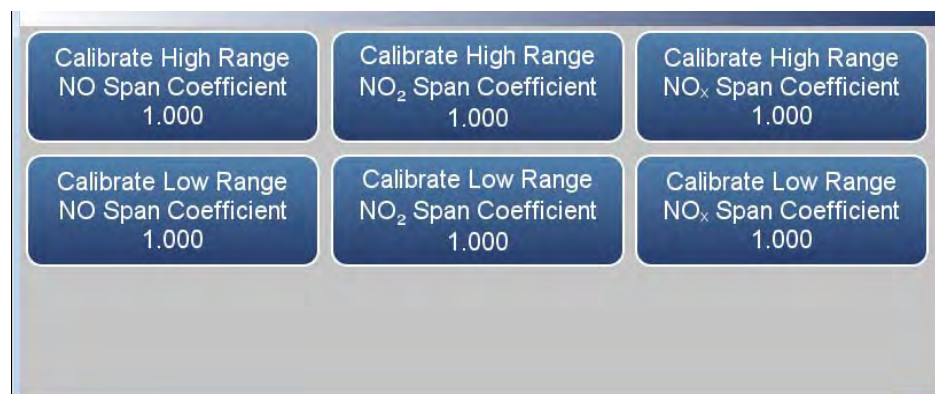 Calibrate High Range
NO Span Coefficient
1.000
Calibrate High Range
NO₂ Span Coefficient
1.000
Calibrate High Range
NOₓ Span Coefficient
1.000
Calibrate Low Range
NO Span Coefficient
1.000
Calibrate Low Range
NO₂ Span Coefficient
1.000
Calibrate Low Range
NOₓ Span Coefficient
1.000